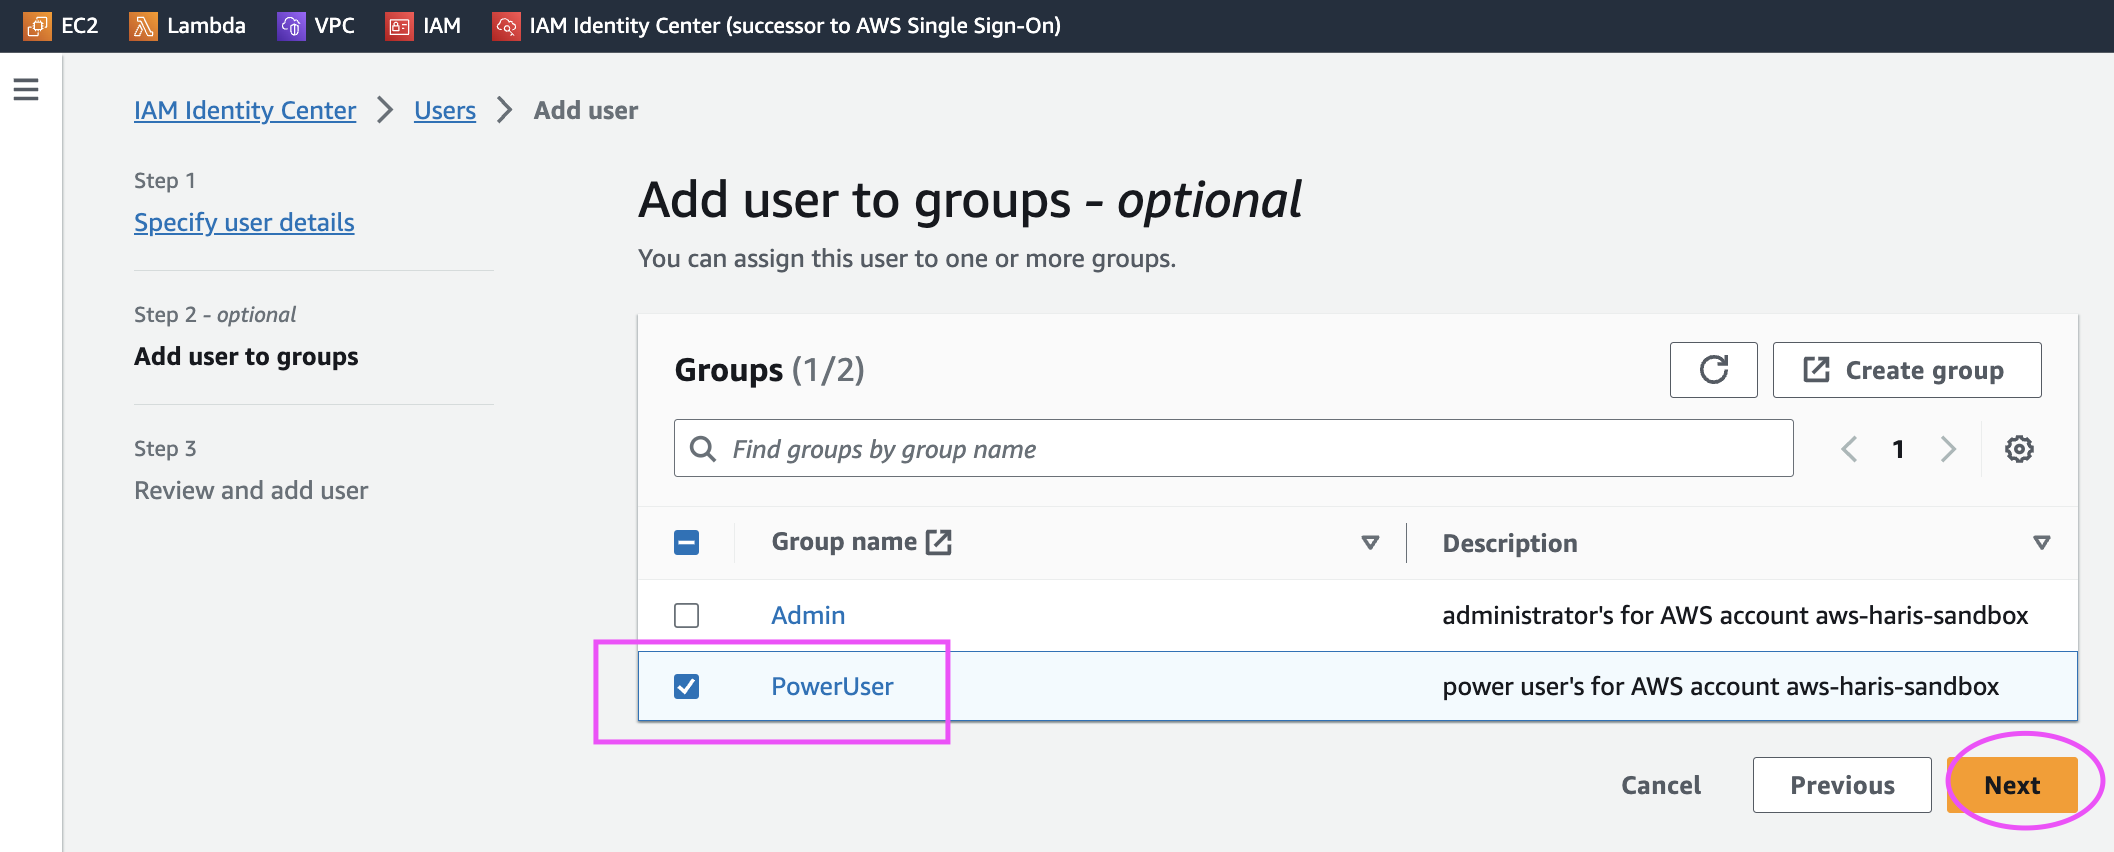 EC2 Lambda VPC IAM IAM Identity Center (successor to AWS Single Sign-On)
IAM Identity Center > Users > Add user
Step 1
Specify user details
Step 2 - optional
Add user to groups
Step 3
Review and add user
Add user to groups - optional
You can assign this user to one or more groups.
Groups (1/2)
Create group
Find groups by group name
1
Group name Description
Admin administrator's for AWS account aws-haris-sandbox
PowerUser power user's for AWS account aws-haris-sandbox
Cancel Previous Next